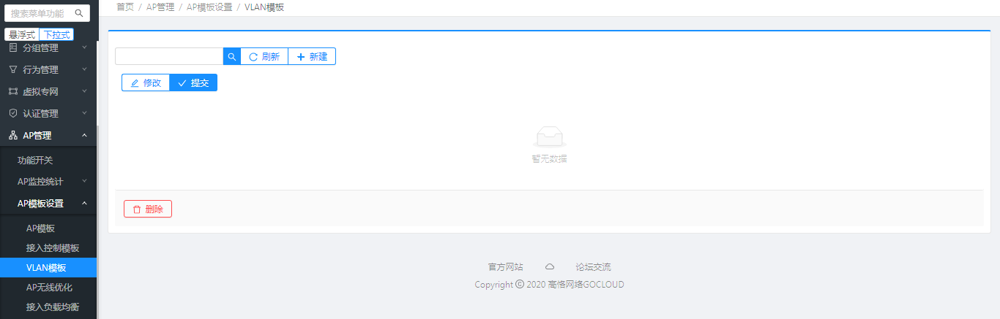 搜索菜单功能
悬浮式 下拉式
分组管理
行为管理
虚拟专网
认证管理
AP管理
功能开关
AP监控统计
AP模板设置
AP模板
接入控制模板
VLAN模板
AP无线优化
接入负载均衡
首页 / AP管理 / AP模板设置 / VLAN模板
刷新 新建
修改 提交
暂无数据
删除
官方网站 论坛交流
Copyright © 2020 高恪网络GOCLOUD